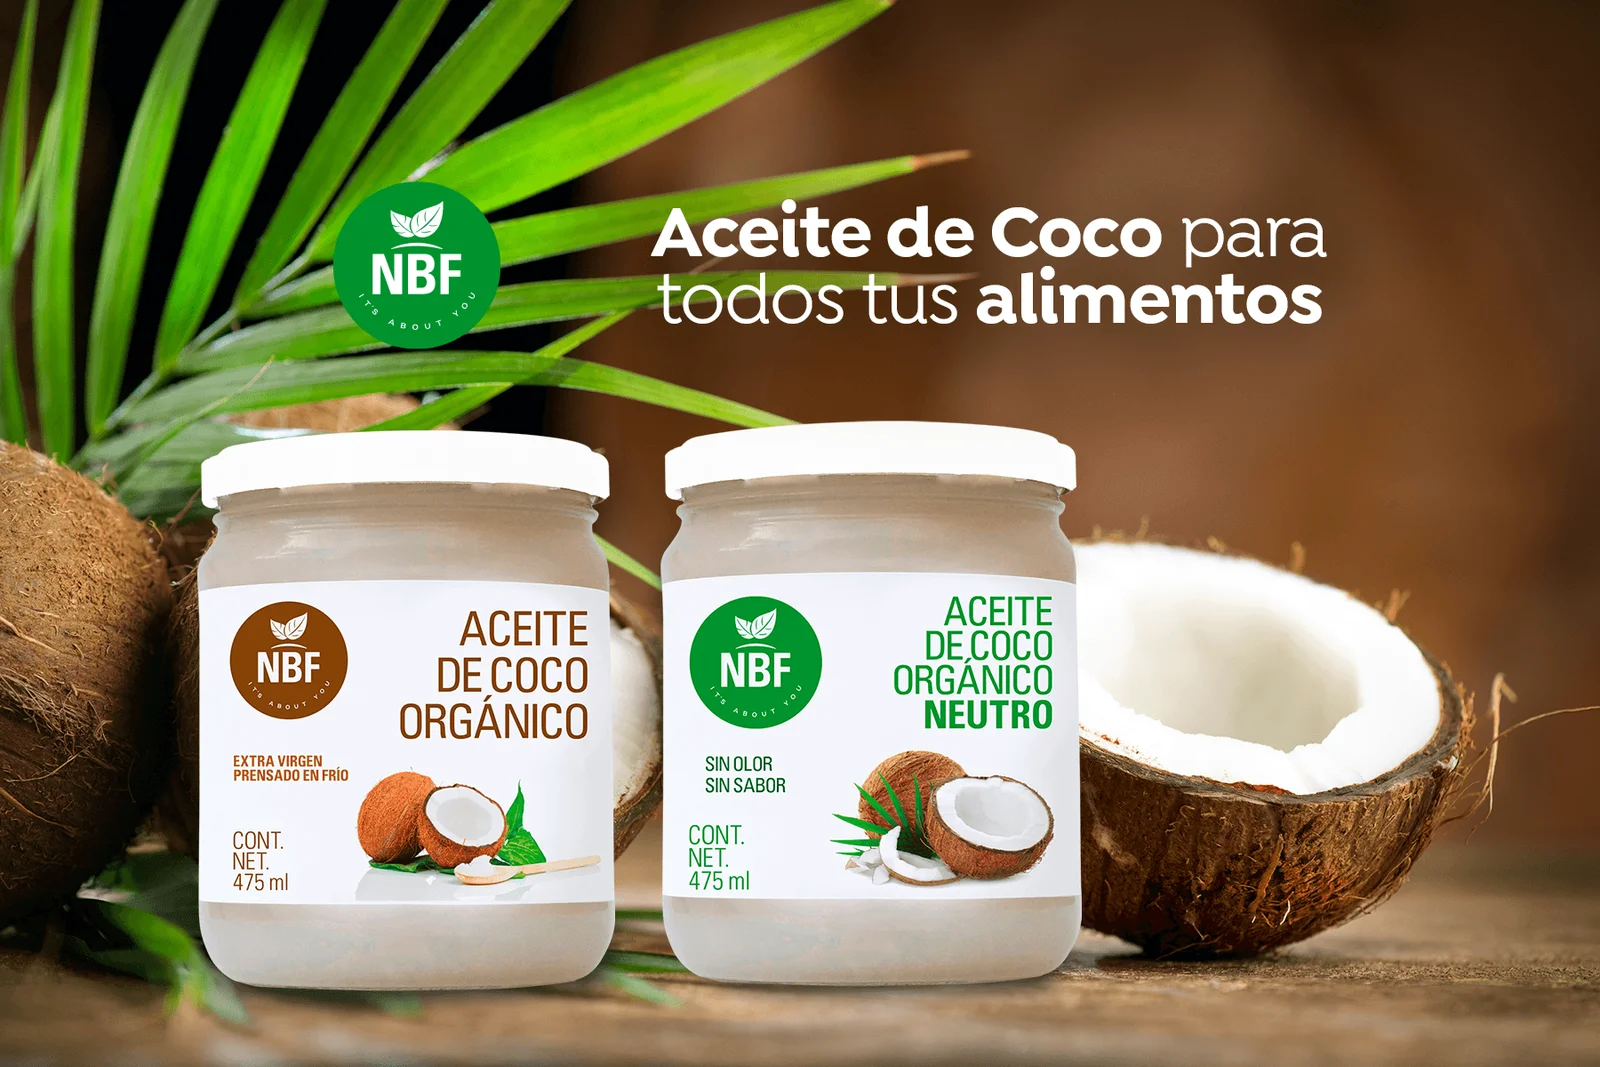 NBF
IT'S ABOUT YOU
Aceite de Coco para
todos tus alimentos
NBF
IT'S ABOUT YOU
ACEITE
DE COCO
ORGÁNICO
EXTRA VIRGEN
PRENSADO EN FRÍO
CONT.
NET.
475 ml
NBF
IT'S ABOUT YOU
ACEITE
DE COCO
ORGÁNICO
NEUTRO
SIN OLOR
SIN SABOR
CONT.
NET.
475 ml